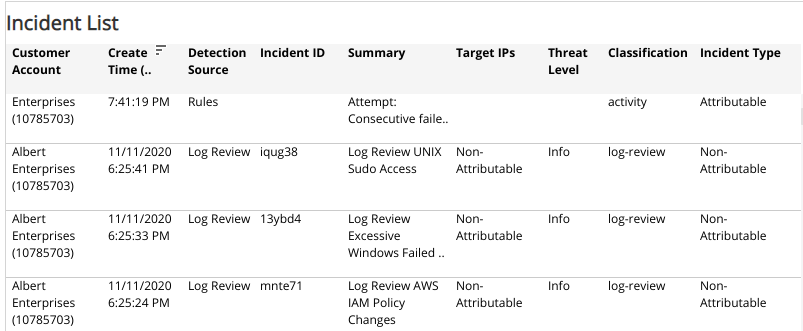 Incident List
Customer Account Create Time (.. Detection Source Incident ID Summary Target IPs Threat Level Classification Incident Type
Enterprises (10785703) 7:41:19 PM Rules Attempt: Consecutive faile.. activity Attributable
Albert Enterprises (10785703) 11/11/2020 6:25:41 PM Log Review iqug38 Log Review UNIX Sudo Access Non-Attributable Info log-review Non-Attributable
Albert Enterprises (10785703) 11/11/2020 6:25:33 PM Log Review 13ybd4 Log Review Excessive Windows Failed .. Non-Attributable Info log-review Non-Attributable
Albert Enterprises (10785703) 11/11/2020 6:25:24 PM Log Review mnte71 Log Review AWS IAM Policy Changes Non-Attributable Info log-review Non-Attributable